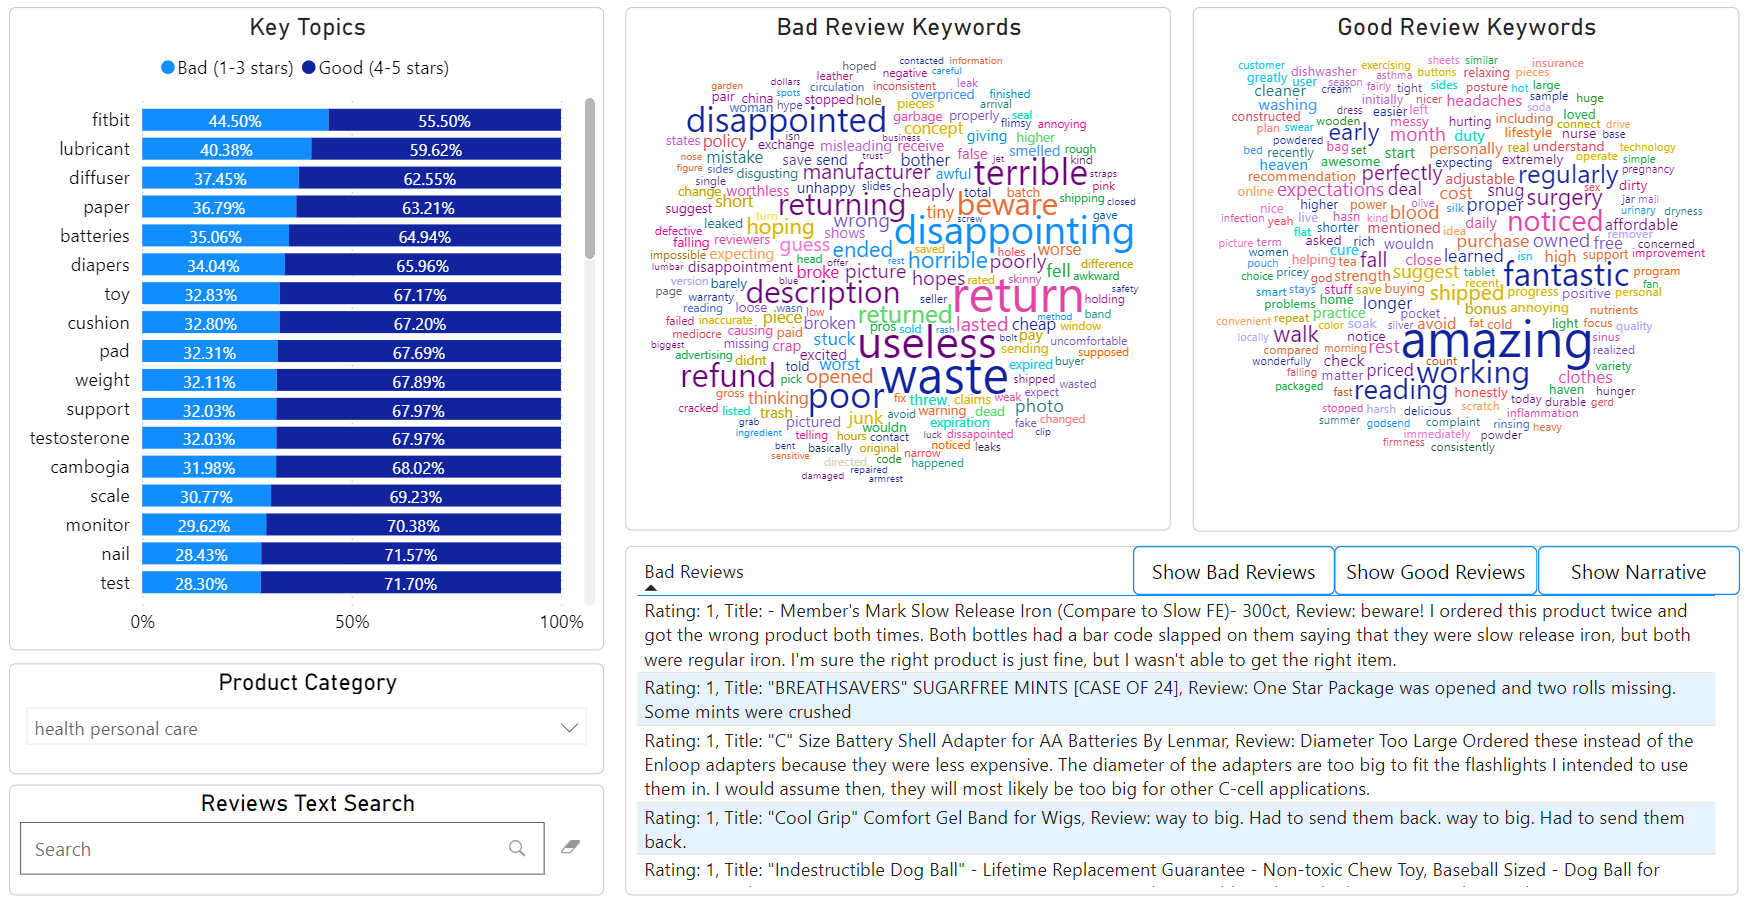 Key Topics
Bad (1-3 stars) Good (4-5 stars)
fitbit 44.50% 55.50%
lubricant 40.38% 59.62%
diffuser 37.45% 62.55%
paper 36.79% 63.21%
batteries 35.06% 64.94%
diapers 34.04% 65.96%
toy 32.83% 67.17%
cushion 32.80% 67.20%
pad 32.31% 67.69%
weight 32.11% 67.89%
support 32.03% 67.97%
testosterone 32.03% 67.97%
cambogia 31.98% 68.02%
scale 30.77% 69.23%
monitor 29.62% 70.38%
nail 28.43% 71.57%
test 28.30% 71.70%
0% 50% 100%
Product Category
health personal care
Reviews Text Search
Search
Bad Review Keywords
hoped contacted information
leather negative careful
garden dollars circulation inconsistent leak
pair china spots stopped hole overpriced finished
woman hype pieces arrival
disappointed garbage properly seal
concept flimsy annoying
states policy isn exchange misleading business receive giving higher
nose mistake save send trust bother false smelled rough
figure sides disgusting manufacturer awful jet terrible kind straps
single change worthless unhappy slides cheaply total batch pink
suggest short returning tiny beware shipping closed
leaked turn hoping wrong screw gave
defective falling reviewers shows disappointing
impossible expecting guess ended saved holes worse
lumbar disappointment head offer rest horrible poorly difference
version barely broke blue picture hopes rated skinny fell awkward
page warranty description seller return safety
reading loose wasn low returned holding
failed inaccurate piece broken pros sold rash lasted cheap method band window
mediocre causing paid stuck useless bolt pay uncomfortable
biggest missing crap excited sending supposed
advertising didnt told worst waste expired buyer
refund pick opened shipped wasted
gross thinking poor fix threw claims weak expect
cracked listed trash junk avoid warning dead photo
grab pictured wouldn expiration fake changed
ingredient telling hours contact luck dissapointed clip
bent basically original noticed leaks
sensitive directed code narrow happened
damaged repaired
armrest
Good Review Keywords
sheets similar
customer dishwasher exercising buttons relaxing insurance pieces
greatly user season asthma fairly tight sides posture hot large
cleaner cream initially nicer headaches sample huge
washing dress easier left soda loved
constructed wooden messy hurting including connect drive
plan swear early month duty lifestyle nurse base
powdered personally real understand technology
bed recently bag set start expecting extremely operate simple
heaven awesome perfectly regularly pregnancy
recommendation adjustable sex
online expectations deal cost snug surgery dirty
higher power olive silk proper jar mail
infection nice yeah live hasn kind blood daily noticed urinary dryness
flat shorter mentioned idea affordable
picture term asked rich wouldn purchase owned free remover concerned
women cure close learned isn high support improvement
pouch helping tea fall
choice pricey god strength suggest tablet fantastic program
smart stays stuff save buying recent fan
problems home longer shipped progress positive personal
practice bonus annoying nutrients
convenient repeat color soak silver pocket avoid fat cold light focus quality
locally walk notice rest amazing sinus
compared morning realized
wonderfully check count working variety
falling matter priced clothes
packaged fast reading honestly haven hunger
today durable gerd
stopped harsh delicious scratch inflammation
summer godsend complaint rinsing heavy
immediately powder
firmness consistently
Bad Reviews
Show Bad Reviews Show Good Reviews Show Narrative
Rating: 1, Title: - Member's Mark Slow Release Iron (Compare to Slow FE)- 300ct, Review: beware! I ordered this product twice and
got the wrong product both times. Both bottles had a bar code slapped on them saying that they were slow release iron, but both
were regular iron. I'm sure the right product is just fine, but I wasn't able to get the right item.
Rating: 1, Title: "BREATHSAVERS" SUGARFREE MINTS [CASE OF 24], Review: One Star Package was opened and two rolls missing.
Some mints were crushed
Rating: 1, Title: "C" Size Battery Shell Adapter for AA Batteries By Lenmar, Review: Diameter Too Large Ordered these instead of the
Enloop adapters because they were less expensive. The diameter of the adapters are too big to fit the flashlights I intended to use
them in. I would assume then, they will most likely be too big for other C-cell applications.
Rating: 1, Title: "Cool Grip" Comfort Gel Band for Wigs, Review: way to big. Had to send them back. way to big. Had to send them
back.
Rating: 1, Title: "Indestructible Dog Ball" - Lifetime Replacement Guarantee - Non-toxic Chew Toy, Baseball Sized - Dog Ball for